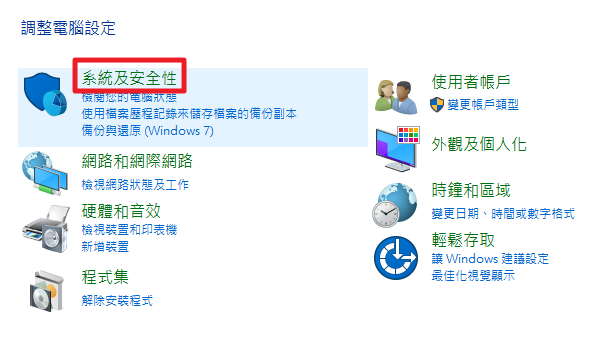 調整電腦設定
系統及安全性
檢閱您的電腦狀態
使用檔案歷程記錄來儲存檔案的備份副本
備份與還原 (Windows 7)
網路和網際網路
檢視網路狀態及工作
硬體和音效
檢視裝置和印表機
新增裝置
程式集
解除安裝程式
使用者帳戶
變更帳戶類型
外觀及個人化
時鐘和區域
變更日期、時間或數字格式
輕鬆存取
讓 Windows 建議設定
最佳化視覺顯示